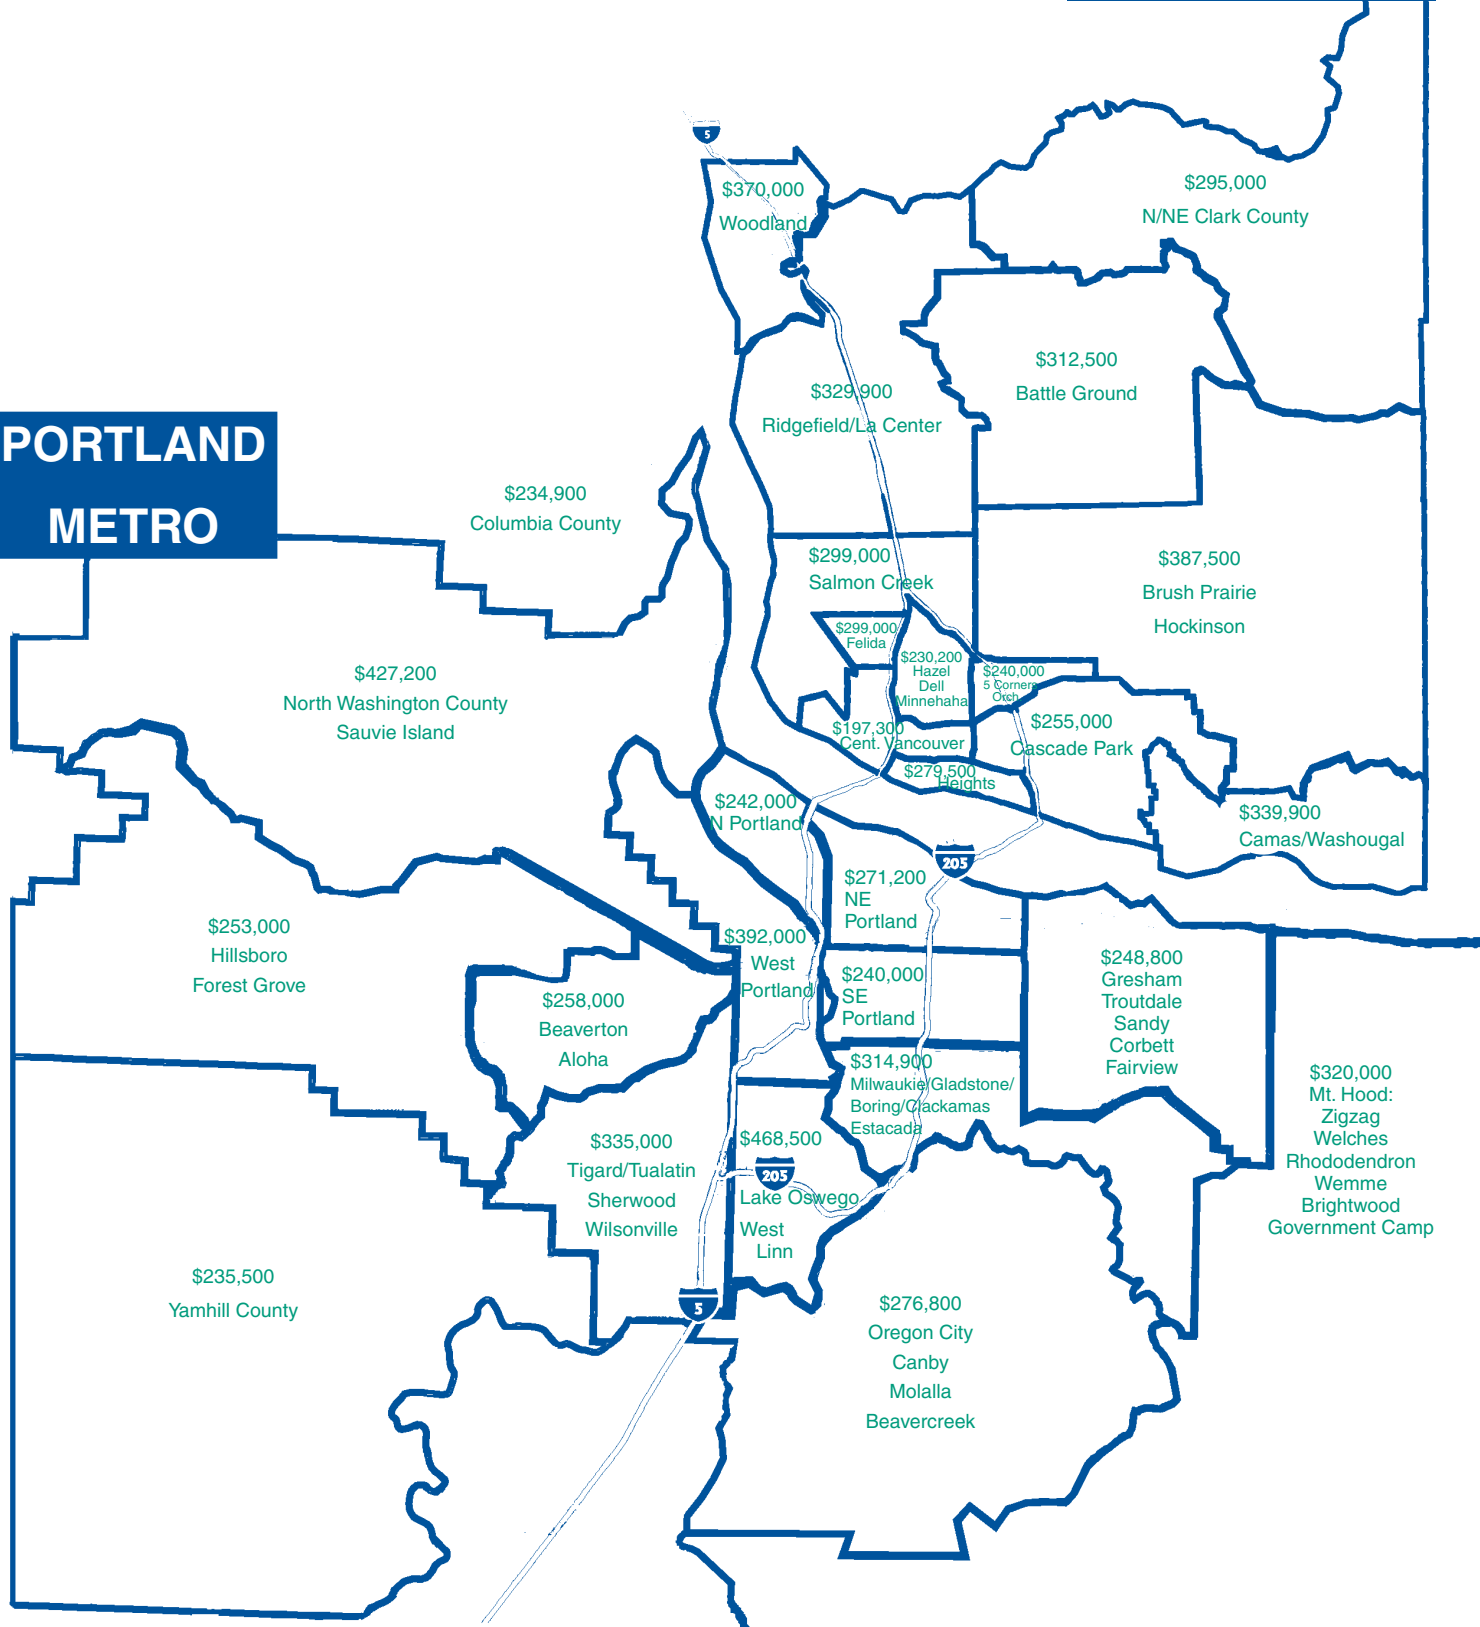 5
$370,000
Woodland
$295,000
N/NE Clark County
$312,500
Battle Ground
$329,900
Ridgefield/La Center
PORTLAND
METRO
$234,900
Columbia County
$299,000
Salmon Creek
$387,500
Brush Prairie
Hockinson
$299,000
Felida
$230,200
Hazel
Dell
Minnehaha
$240,000
5 Corners
Orch.
$427,200
North Washington County
Sauvie Island
$197,300
Cent. Vancouver
$255,000
Cascade Park
$279,500
Heights
$242,000
N Portland
$339,900
Camas/Washougal
205
$271,200
NE
Portland
$253,000
Hillsboro
Forest Grove
$392,000
West
Portland
$240,000
SE
Portland
$248,800
Gresham
Troutdale
Sandy
Corbett
Fairview
$258,000
Beaverton
Aloha
$314,900
Milwaukie/Gladstone/
Boring/Clackamas
Estacada
$320,000
Mt. Hood:
Zigzag
Welches
Rhododendron
Wemme
Brightwood
Government Camp
$335,000
Tigard/Tualatin
Sherwood
Wilsonville
$468,500
205
Lake Oswego
West
Linn
$235,500
Yamhill County
5
$276,800
Oregon City
Canby
Molalla
Beavercreek